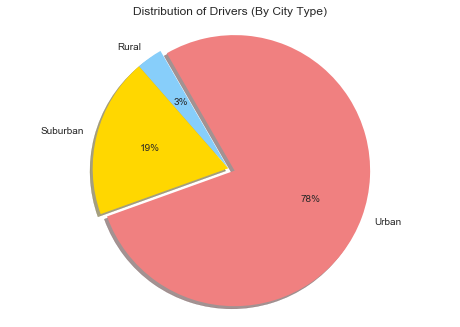 Distribution of Drivers (By City Type)
Rural
3%
Suburban
19%
78%
Urban